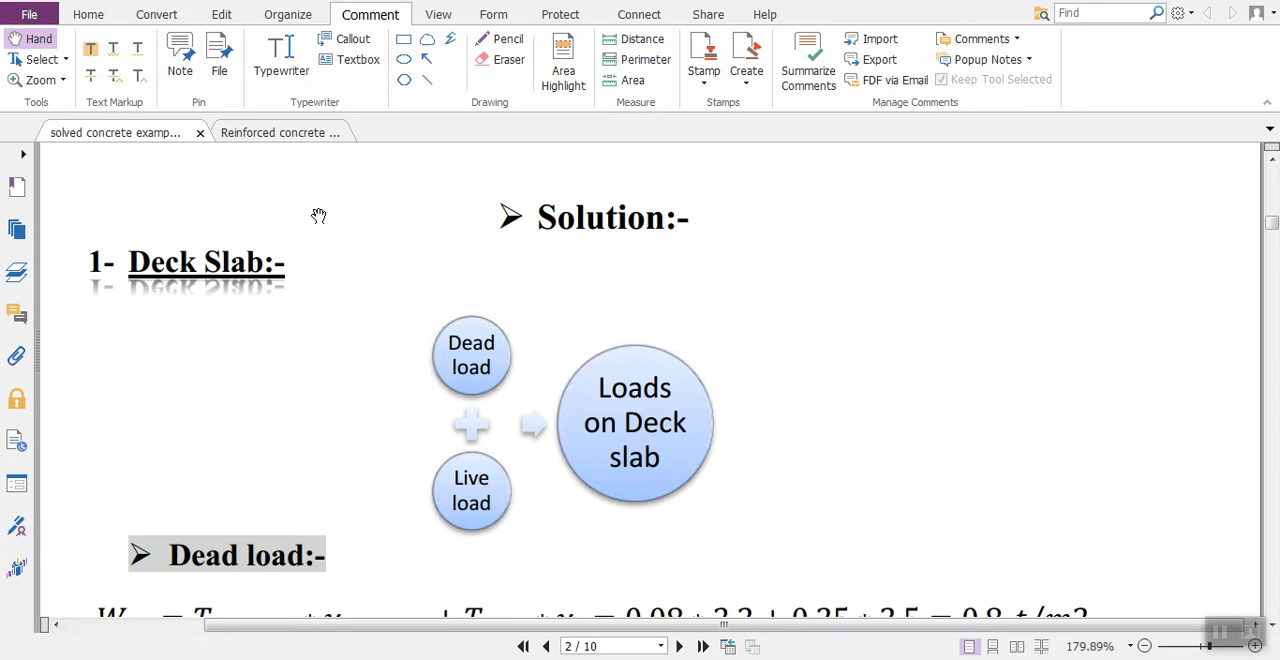 File Home Convert Edit Organize Comment View Form Protect Connect Share Help Find
Hand Select Zoom Tools
Text Markup
Note File Pin
Typewriter Callout Textbox Typewriter
Pencil Eraser Area Highlight Drawing
Distance Perimeter Area Measure
Stamp Create Stamps
Summarize Comments Import Export FDF via Email Comments Popup Notes Keep Tool Selected Manage Comments
solved concrete examp... Reinforced concrete ...
➢ Solution:-
1- Deck Slab:-
Dead load
Live load
Loads on Deck slab
➢ Dead load:-
2 / 10 179.89%